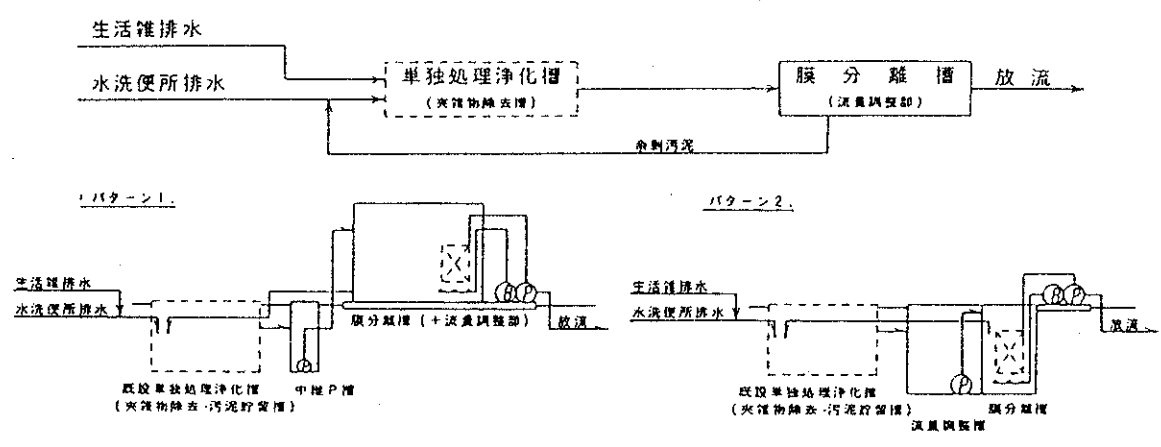 生活雑排水
水洗便所排水
単独処理浄化槽
(夾雑物除去槽)
膜分離槽
(流量調整部)
放流
余剰汚泥
パターン1.
生活雑排水
水洗便所排水
B P
P
膜分離槽(+流量調整部)
放流
既設単独処理浄化槽
(夾雑物除去・汚泥貯留槽)
中継P槽
パターン2.
生活雑排水
水洗便所排水
B P
P
放流
既設単独処理浄化槽
(夾雑物除去・汚泥貯留槽)
膜分離槽
流量調整槽